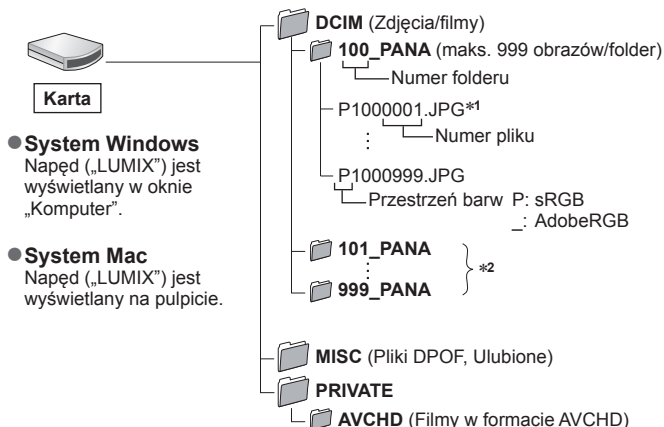 DCIM (Zdjęcia/filmy)
100_PANA (maks. 999 obrazów/folder)
Numer folderu
Karta
P1000001.JPG*1
Numer pliku
●System Windows
Napęd („LUMIX”) jest
wyświetlany w oknie
„Komputer”.
P1000999.JPG
Przestrzeń barw P: sRGB
_: AdobeRGB
●System Mac
Napęd („LUMIX”) jest
wyświetlany na pulpicie.
101_PANA
*2
999_PANA
MISC (Pliki DPOF, Ulubione)
PRIVATE
AVCHD (Filmy w formacie AVCHD)